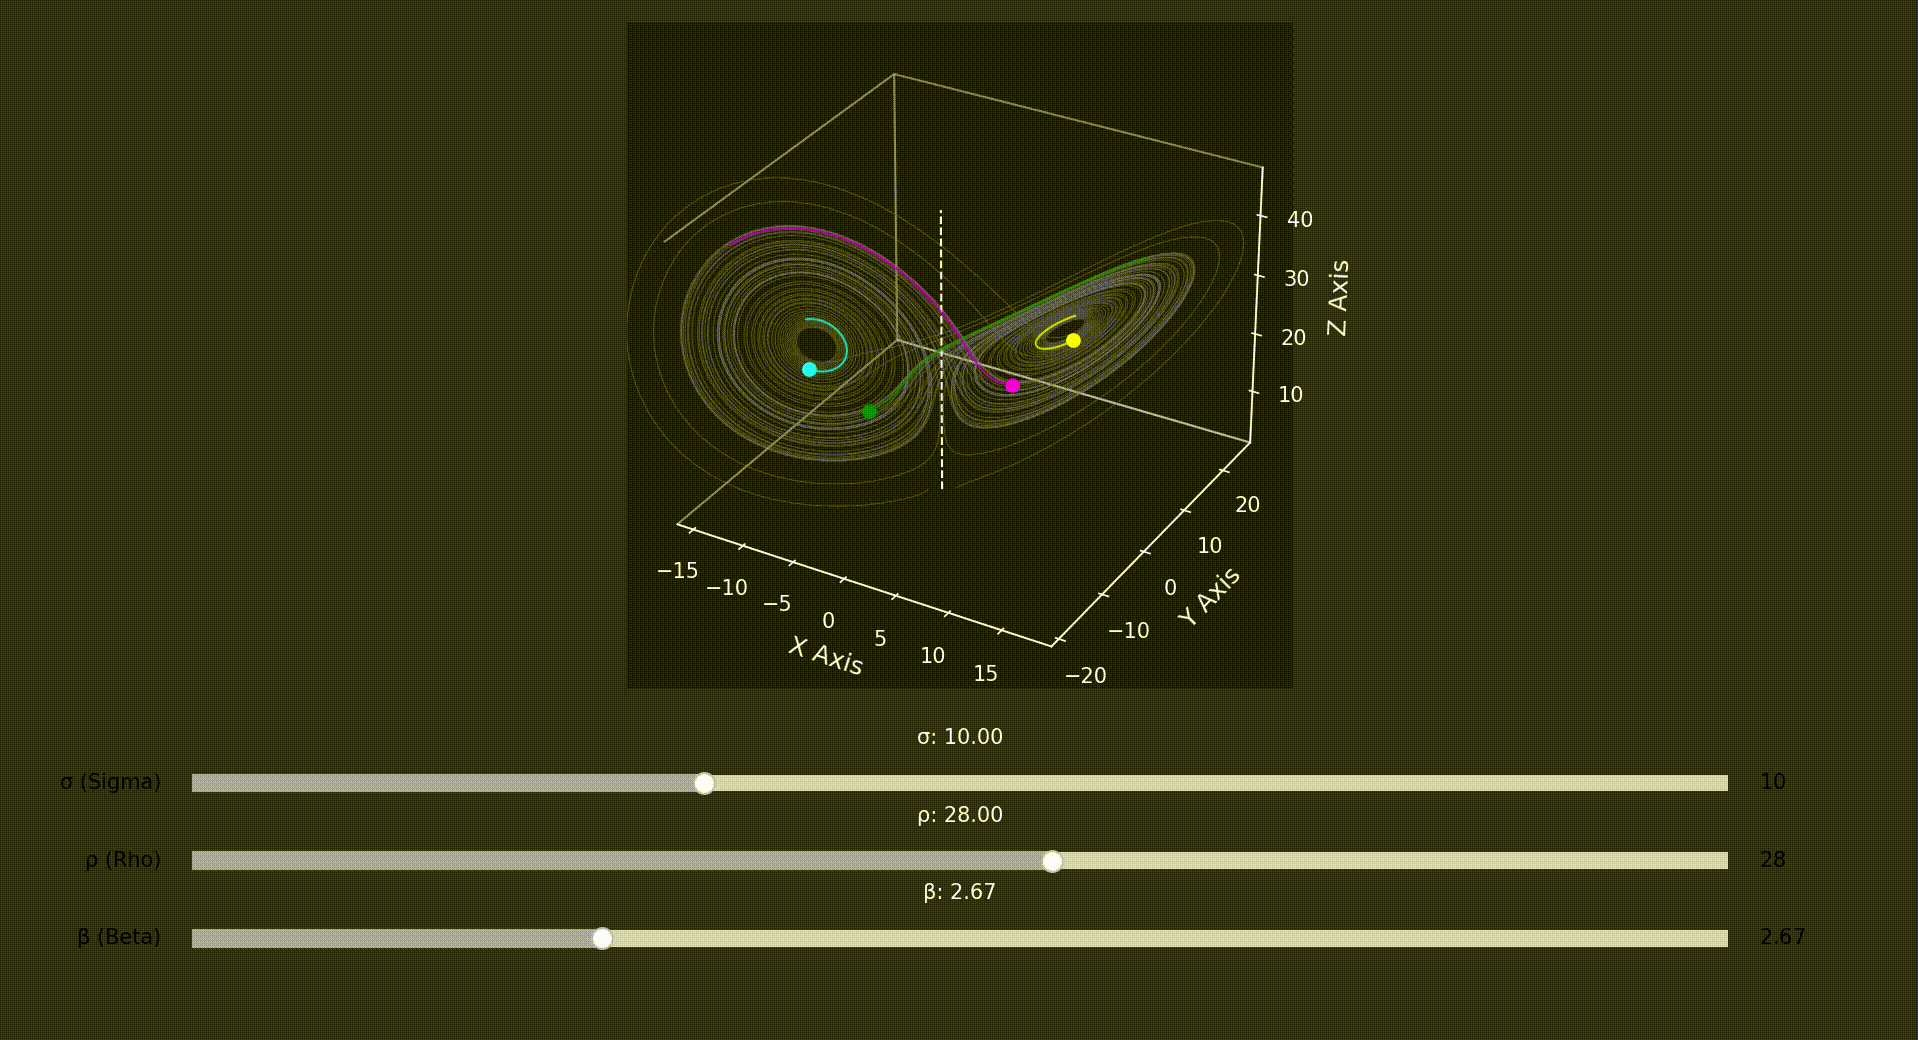 40
30
Z Axis
20
10
20
10
0
Y Axis
−10
−20
−15
−10
−5
0
5
10
15
X Axis
σ: 10.00
σ (Sigma) 10
ρ: 28.00
ρ (Rho) 28
β: 2.67
β (Beta) 2.67